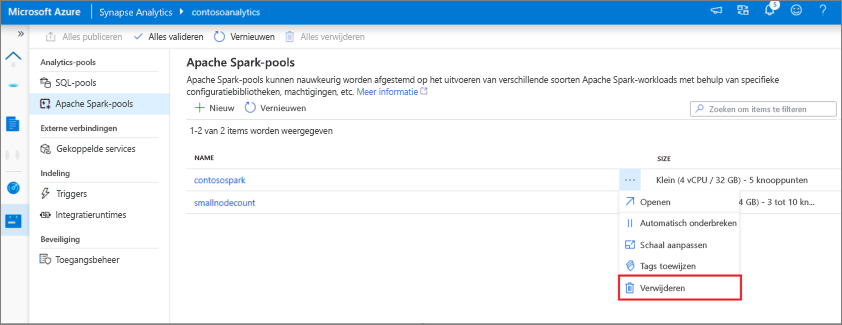 Microsoft Azure | Synapse Analytics ▸ contosoanalytics 5 ?
» Alles publiceren Alles valideren Vernieuwen Alles verwijderen
Analytics-pools
SQL-pools
Apache Spark-pools
Externe verbindingen
Gekoppelde services
Indeling
Triggers
Integratieruntimes
Beveiliging
Toegangsbeheer
Apache Spark-pools
Apache Spark-pools kunnen nauwkeurig worden afgestemd op het uitvoeren van verschillende soorten Apache Spark-workloads met behulp van specifieke
configuratiebibliotheken, machtigingen, etc. Meer informatie
+ Nieuw Vernieuwen Zoeken om items te filteren
1-2 van 2 items worden weergegeven
NAME SIZE
contosospark ... Klein (4 vCPU / 32 GB) - 5 knooppunten
smallnodecount 4 GB) - 3 tot 10 kn...
Openen
Automatisch onderbreken
Schaal aanpassen
Tags toewijzen
Verwijderen